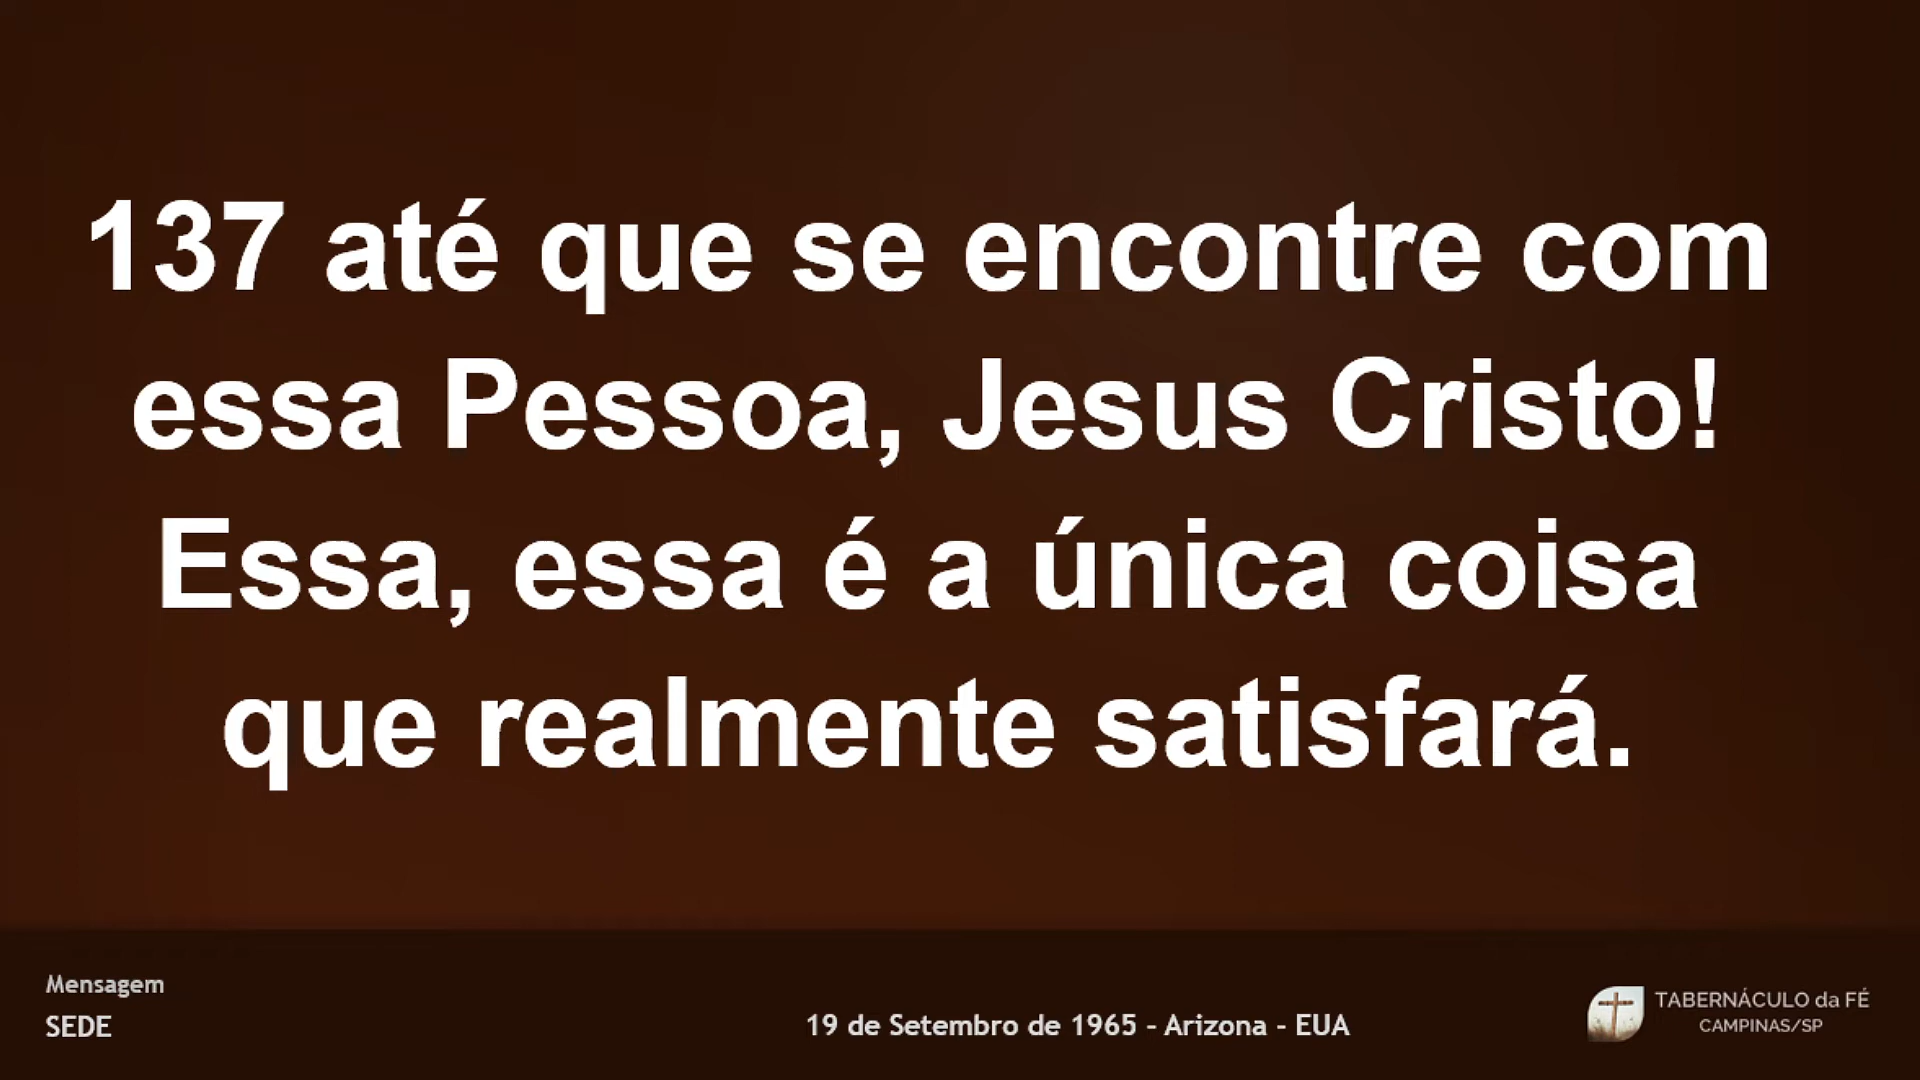 137 até que se encontre com
essa Pessoa, Jesus Cristo!
Essa, essa é a única coisa
que realmente satisfará.
Mensagem
SEDE
19 de Setembro de 1965 - Arizona - EUA
TABERNÁCULO da FÉ
CAMPINAS/SP